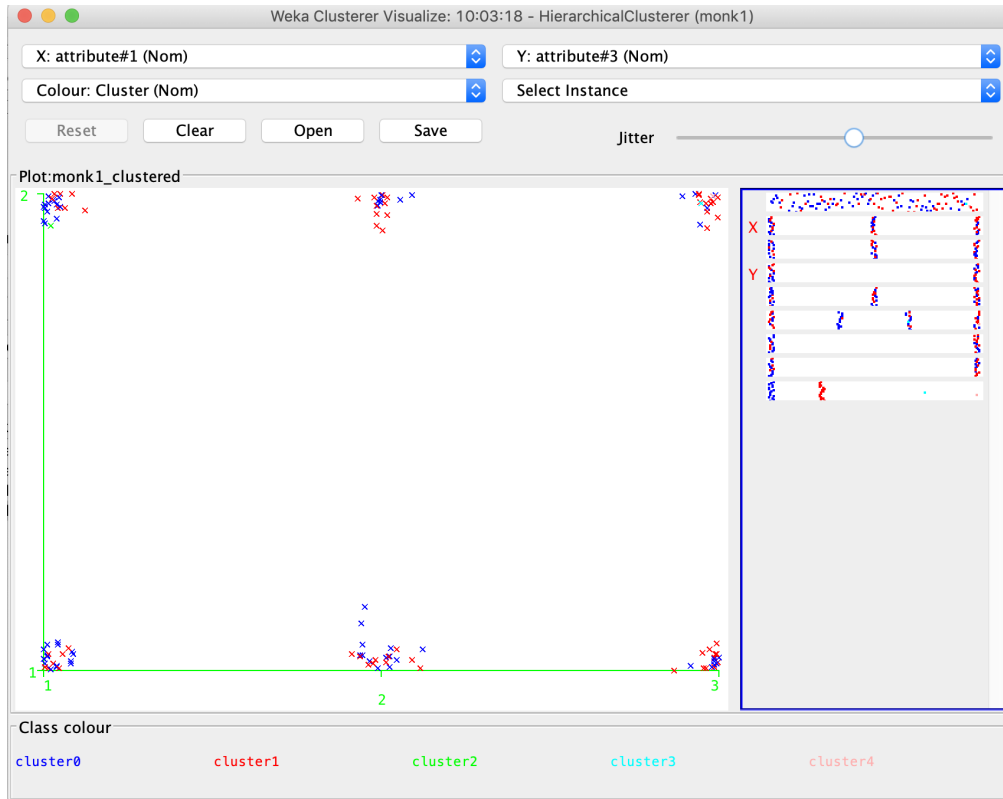 Weka Clusterer Visualize: 10:03:18 - HierarchicalClusterer (monk1)
X: attribute#1 (Nom)
Y: attribute#3 (Nom)
Colour: Cluster (Nom)
Select Instance
Reset
Clear
Open
Save
Jitter
Plot:monk1_clustered
2
1
1
2
3
X
Y
Class colour
cluster0
cluster1
cluster2
cluster3
cluster4